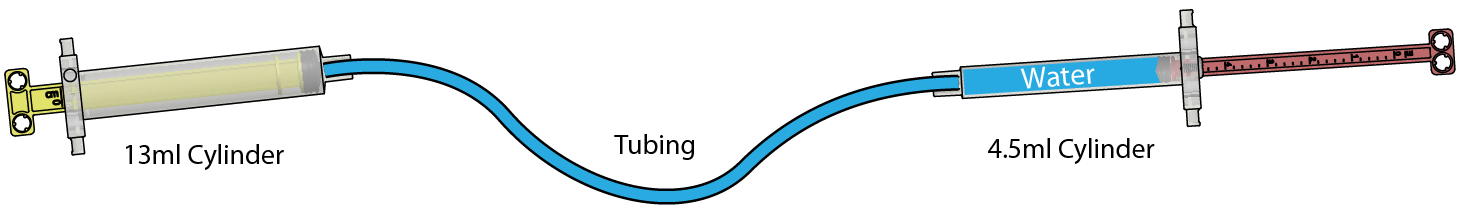 13ml Cylinder
Tubing
Water
4.5ml Cylinder